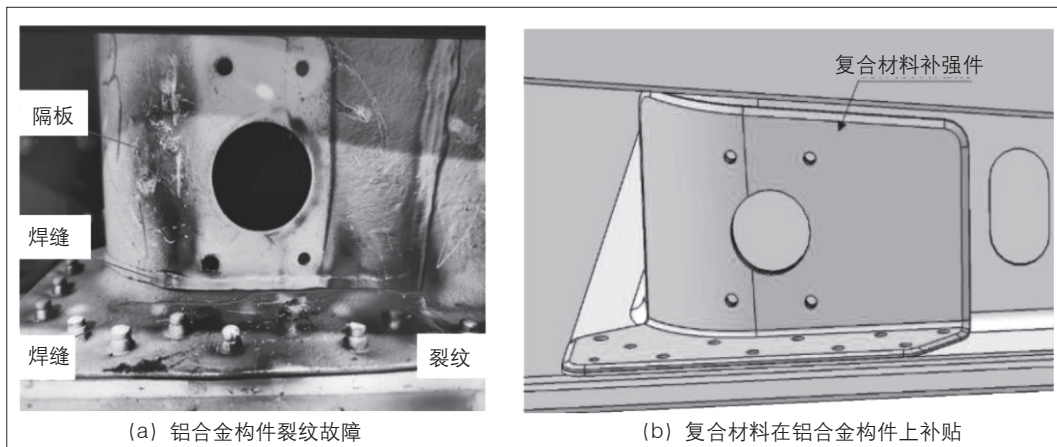 隔板
焊缝
焊缝
裂纹
(a) 铝合金构件裂纹故障
复合材料补强件
(b) 复合材料在铝合金构件上补贴